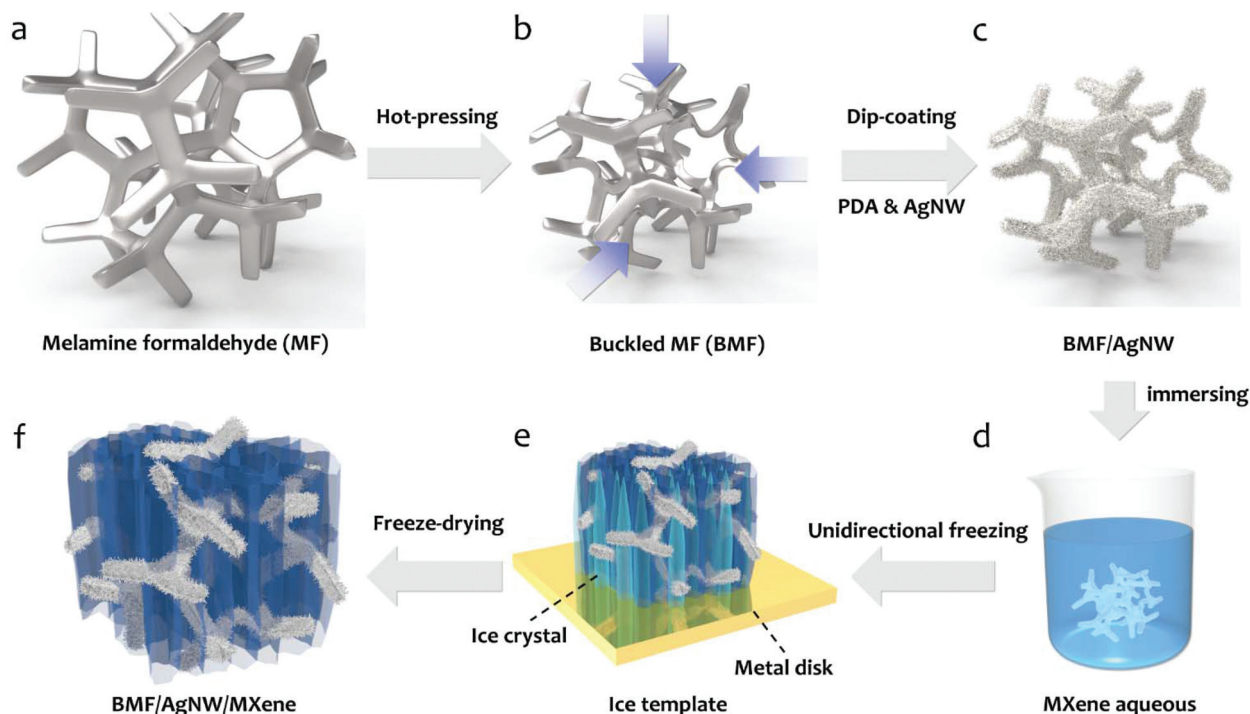 a
b
c
Hot-pressing
Dip-coating
PDA & AgNW
Melamine formaldehyde (MF)
Buckled MF (BMF)
BMF/AgNW
immersing
f
e
d
Freeze-drying
Unidirectional freezing
Ice crystal
Metal disk
BMF/AgNW/MXene
Ice template
MXene aqueous